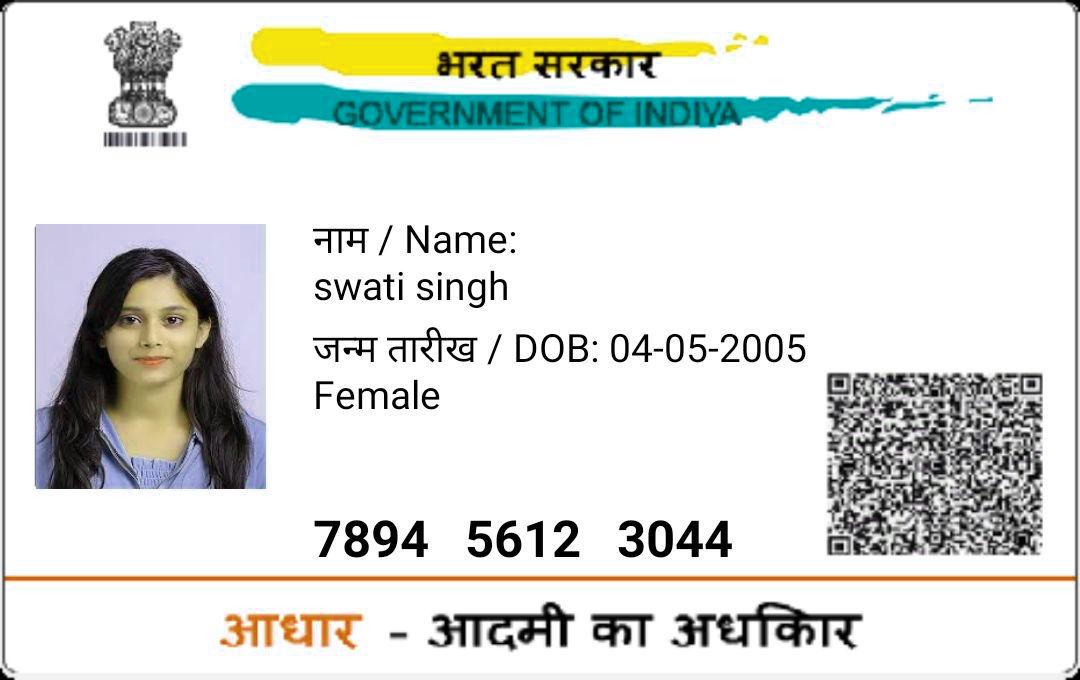 भरत सरकार
GOVERNMENT OF INDIYA
नाम / Name:
swati singh
जन्म तारीख / DOB: 04-05-2005
Female
7894 5612 3044
आधार - आदमी का अधकिार